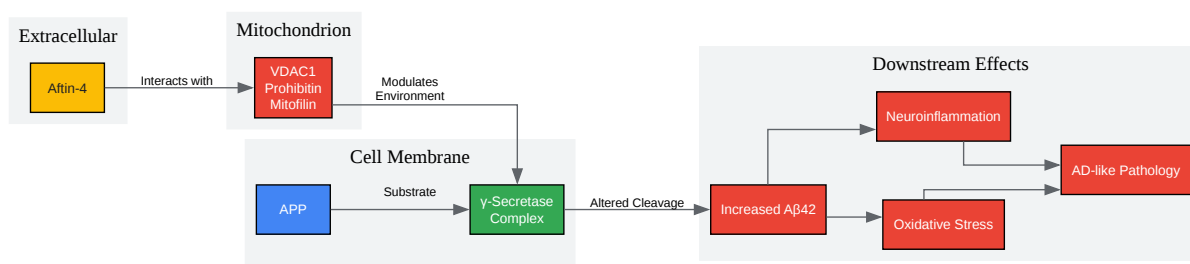 Extracellular
Aftin-4
Interacts with
Mitochondrion
VDAC1
Prohibitin
Mitofilin
Modulates
Environment
Cell Membrane
APP
Substrate
γ-Secretase
Complex
Altered Cleavage
Downstream Effects
Increased Aβ42
Neuroinflammation
Oxidative Stress
AD-like Pathology